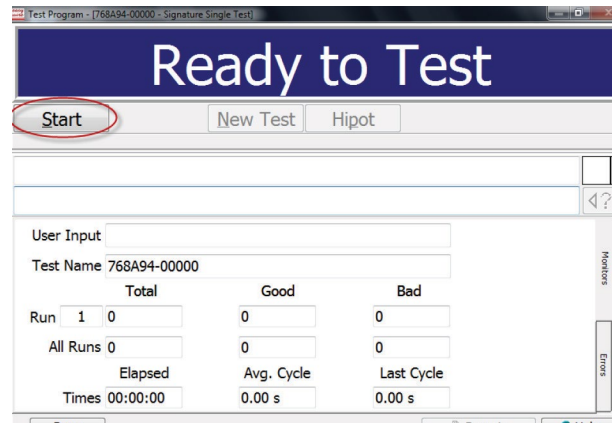 Test Program - [768A94-00000 - Signature Single Test]
Ready to Test
Start New Test Hipot
User Input
Test Name 768A94-00000
Total Good Bad
Run 1 0 0 0
All Runs 0 0 0
Elapsed Avg. Cycle Last Cycle
Times 00:00:00 0.00 s 0.00 s
?
Monitors
Errors